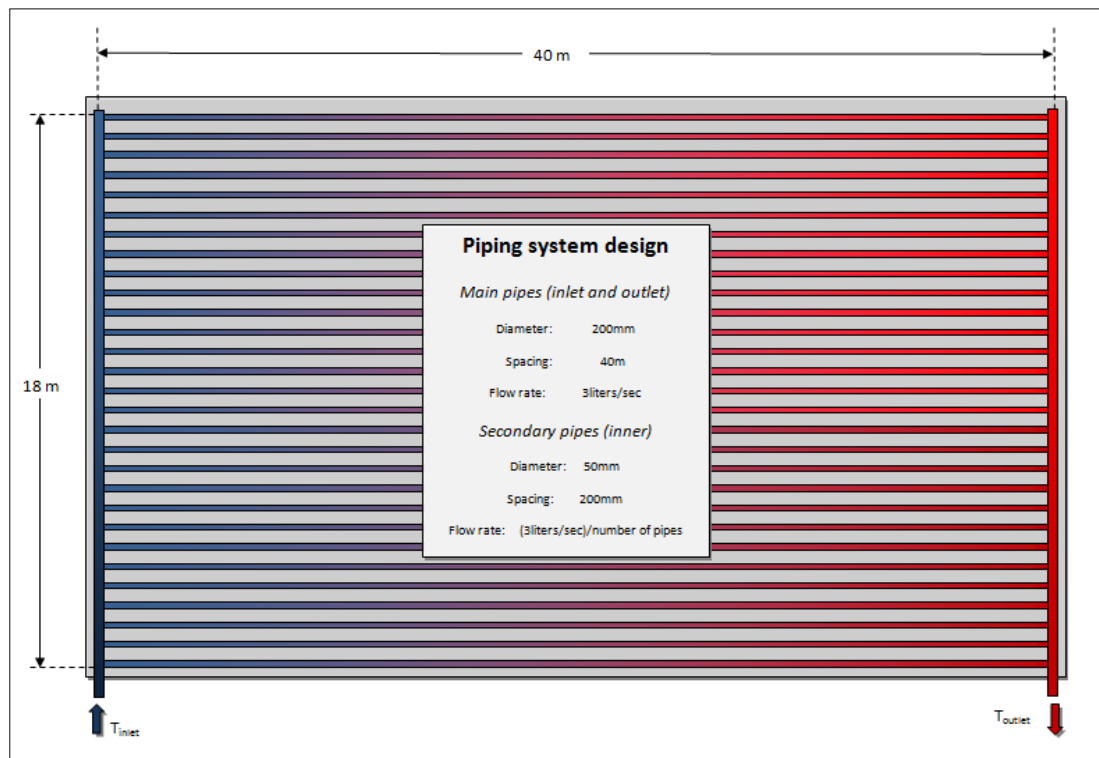 40 m
18 m
Piping system design
Main pipes (inlet and outlet)
Diameter: 200mm
Spacing: 40m
Flow rate: 3liters/sec
Secondary pipes (inner)
Diameter: 50mm
Spacing: 200mm
Flow rate: (3liters/sec)/number of pipes
Tinlet
Toutlet